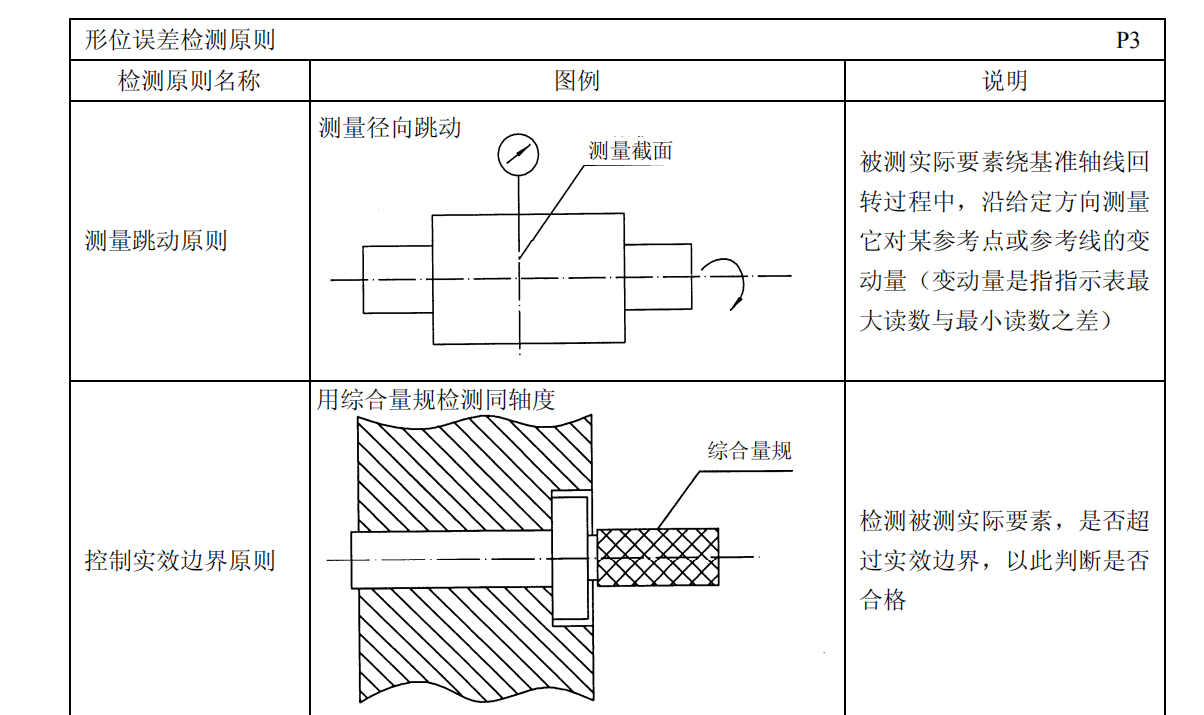 形位误差检测原则 P3
检测原则名称 图例 说明
测量跳动原则
测量径向跳动
测量截面
被测实际要素绕基准轴线回
转过程中，沿给定方向测量
它对某参考点或参考线的变
动量（变动量是指指示表最
大读数与最小读数之差）
控制实效边界原则
用综合量规检测同轴度
综合量规
检测被测实际要素，是否超
过实效边界，以此判断是否
合格